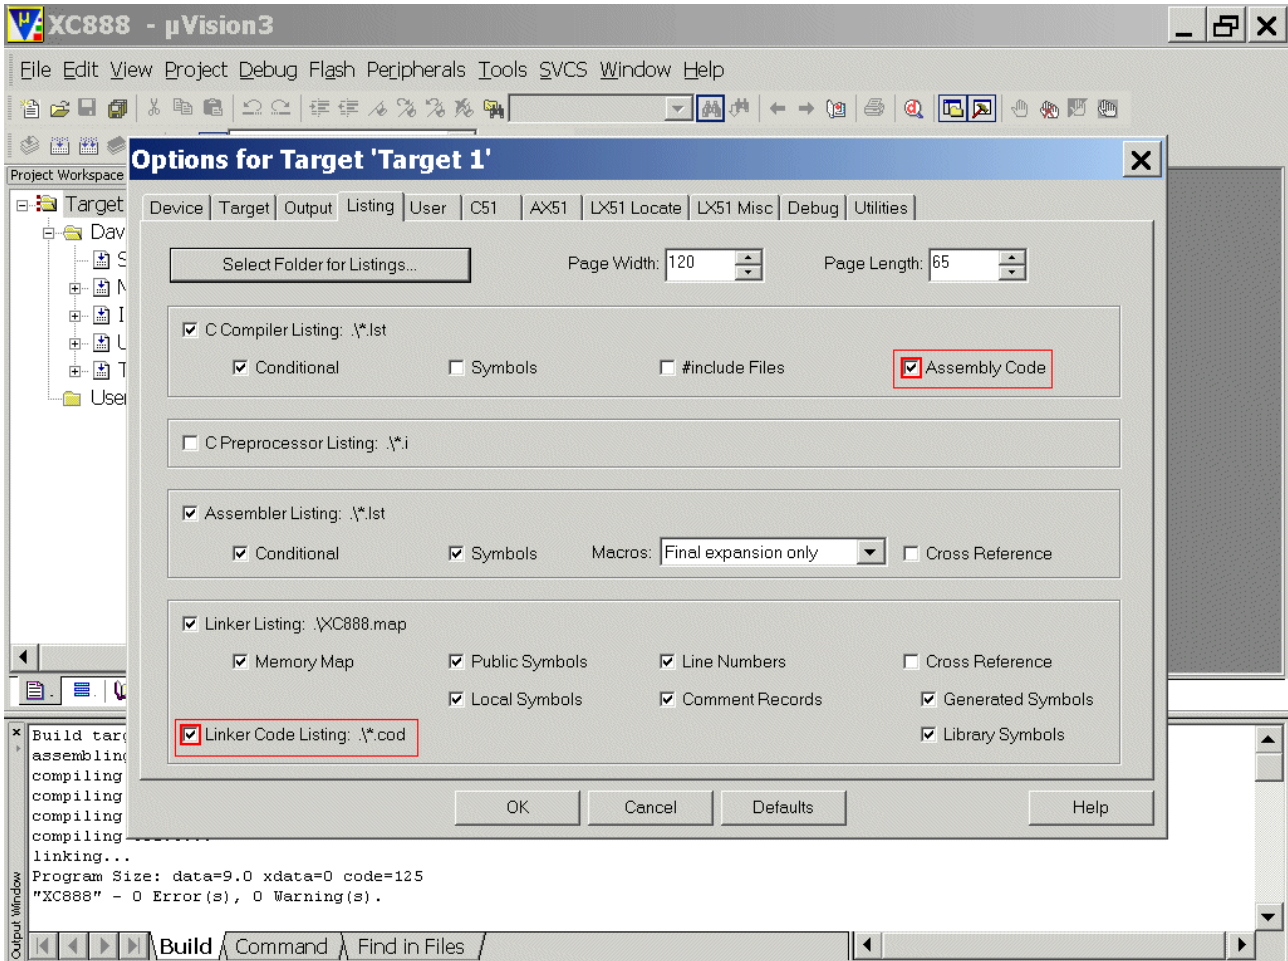 XC888 - µVision3
File Edit View Project Debug Flash Peripherals Tools SVCS Window Help
Options for Target 'Target 1'
Project Workspace
Device Target Output Listing User C51 AX51 LX51 Locate LX51 Misc Debug Utilities
Target
Dav
Select Folder for Listings...
Page Width: 120
Page Length: 65
C Compiler Listing: .\*.lst
Conditional
Symbols
#include Files
Assembly Code
User
C Preprocessor Listing: .\*.i
Assembler Listing: .\*.lst
Conditional
Symbols
Macros: Final expansion only
Cross Reference
Linker Listing: .\XC888.map
Memory Map
Public Symbols
Line Numbers
Cross Reference
Local Symbols
Comment Records
Generated Symbols
Linker Code Listing: .\*.cod
Library Symbols
OK
Cancel
Defaults
Help
Build targ
assembling
compiling
compiling
compiling
compiling
linking...
Program Size: data=9.0 xdata=0 code=125
"XC888" - 0 Error(s), 0 Warning(s).
Output Window
Build Command Find in Files